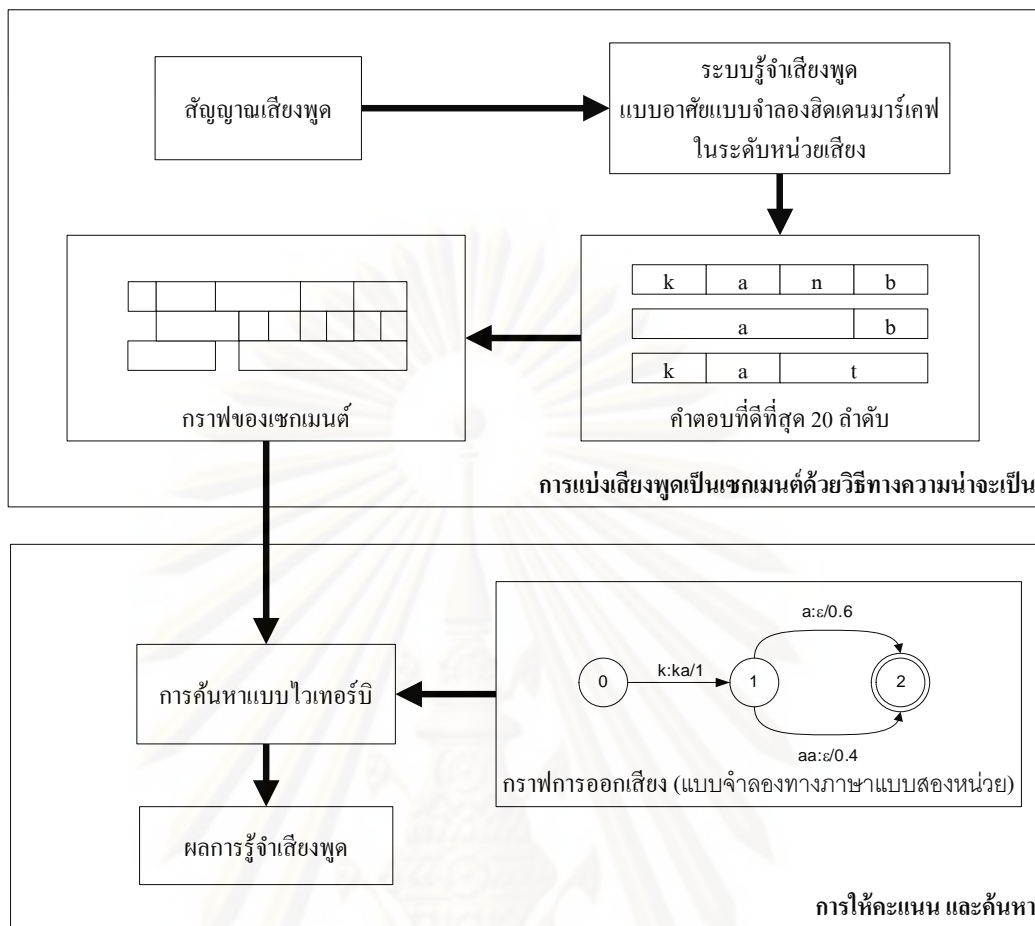 สัญญาณเสียงพูด
ระบบรู้จำเสียงพูด
แบบอาศัยแบบจำลองฮิดเดนมาร์เคฟ
ในระดับหน่วยเสียง
k a n b
a b
k a t
คำตอบที่ดีที่สุด 20 ลำดับ
กราฟของเซกเมนต์
การแบ่งเสียงพูดเป็นเซกเมนต์ด้วยวิธีทางความน่าจะเป็น
การค้นหาแบบไวเทอร์บิ
a:ε/0.6
0 k:ka/1 1 2
aa:ε/0.4
กราฟการออกเสียง (แบบจำลองทางภาษาแบบสองหน่วย)
ผลการรู้จำเสียงพูด
การให้คะแนน และค้นหา